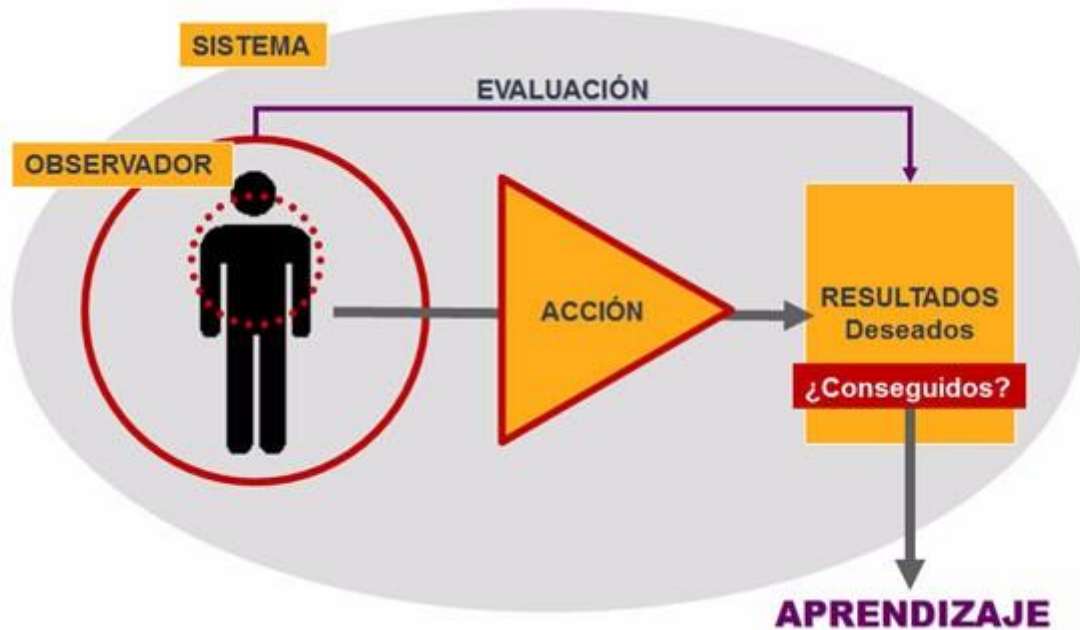 SISTEMA
EVALUACIÓN
OBSERVADOR
ACCIÓN
RESULTADOS
Deseados
¿Conseguidos?
APRENDIZAJE